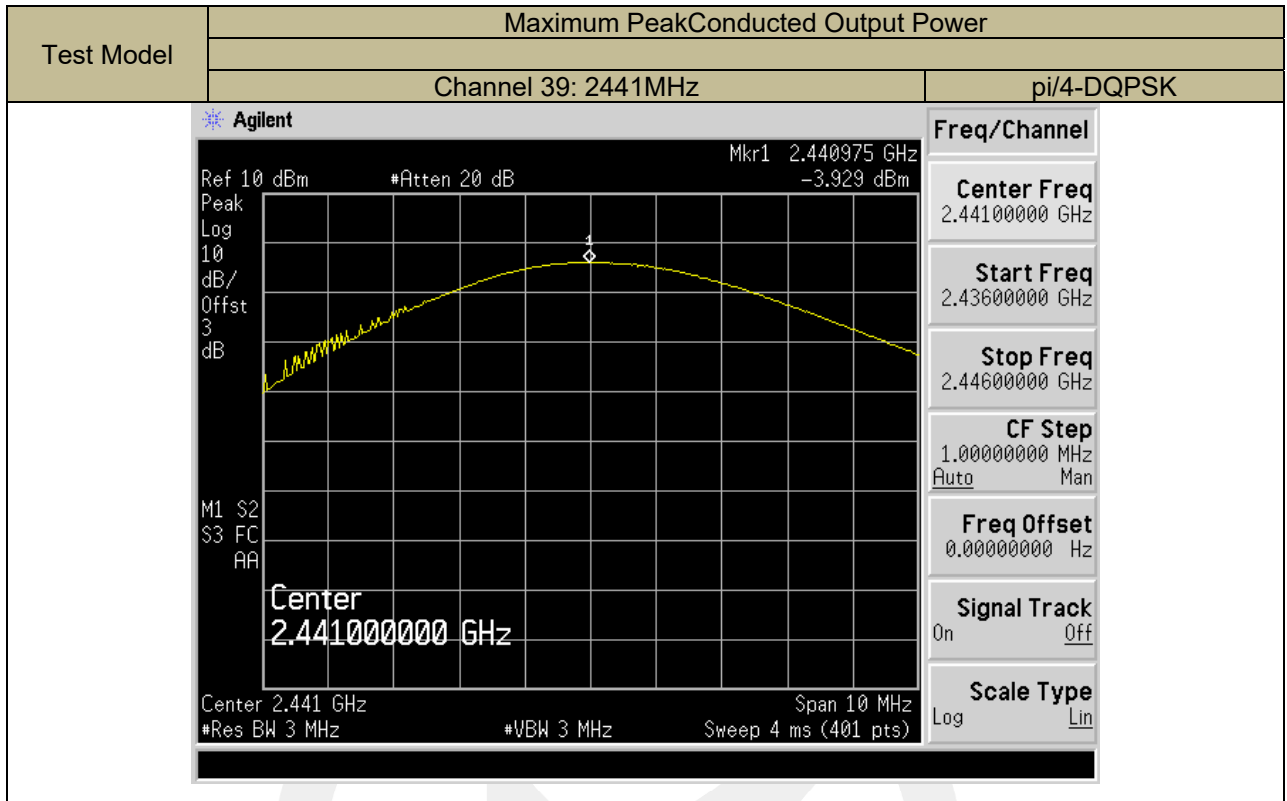 Test Model
Maximum PeakConducted Output Power
Channel 39: 2441MHz
pi/4-DQPSK
Agilent
Freq/Channel
Mkr1 2.440975 GHz
Ref 10 dBm #Atten 20 dB -3.929 dBm
Peak
Log
10
dB/
Offst
3
dB
1
M1 S2
S3 FC
AA
Center
2.441000000 GHz
Center 2.441 GHz Span 10 MHz
#Res BW 3 MHz #VBW 3 MHz Sweep 4 ms (401 pts)
Center Freq
2.44100000 GHz
Start Freq
2.43600000 GHz
Stop Freq
2.44600000 GHz
CF Step
1.00000000 MHz
Auto Man
Freq Offset
0.00000000 Hz
Signal Track
On Off
Scale Type
Log Lin